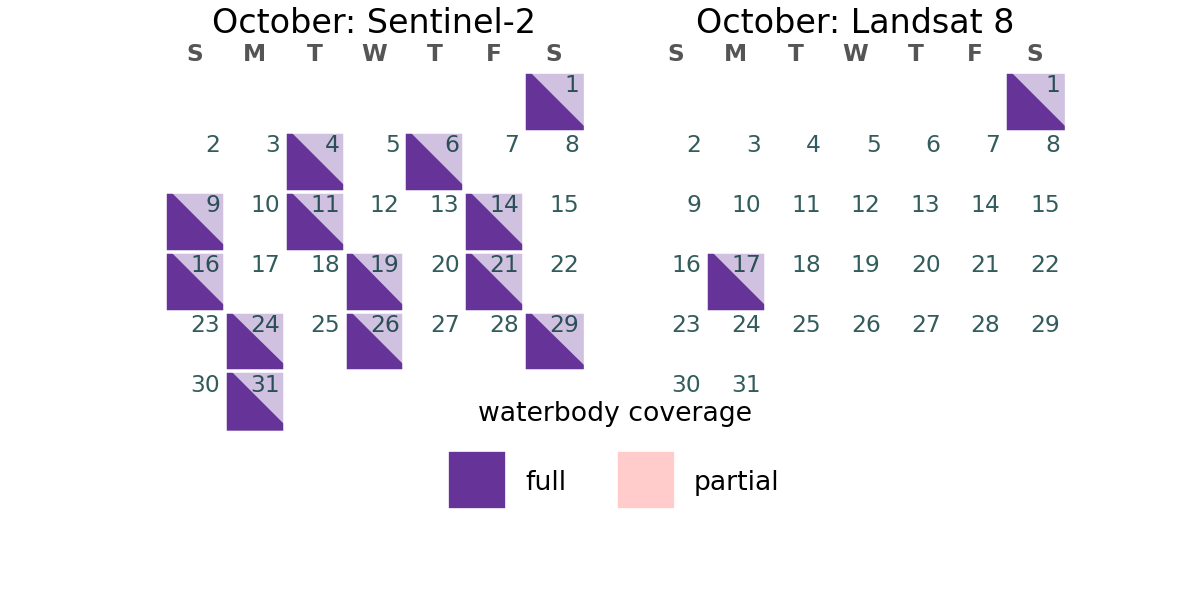 October: Sentinel-2
S M T W T F S
1
2 3 4 5 6 7 8
9 10 11 12 13 14 15
16 17 18 19 20 21 22
23 24 25 26 27 28 29
30 31
October: Landsat 8
S M T W T F S
1
2 3 4 5 6 7 8
9 10 11 12 13 14 15
16 17 18 19 20 21 22
23 24 25 26 27 28 29
30 31
waterbody coverage
full partial